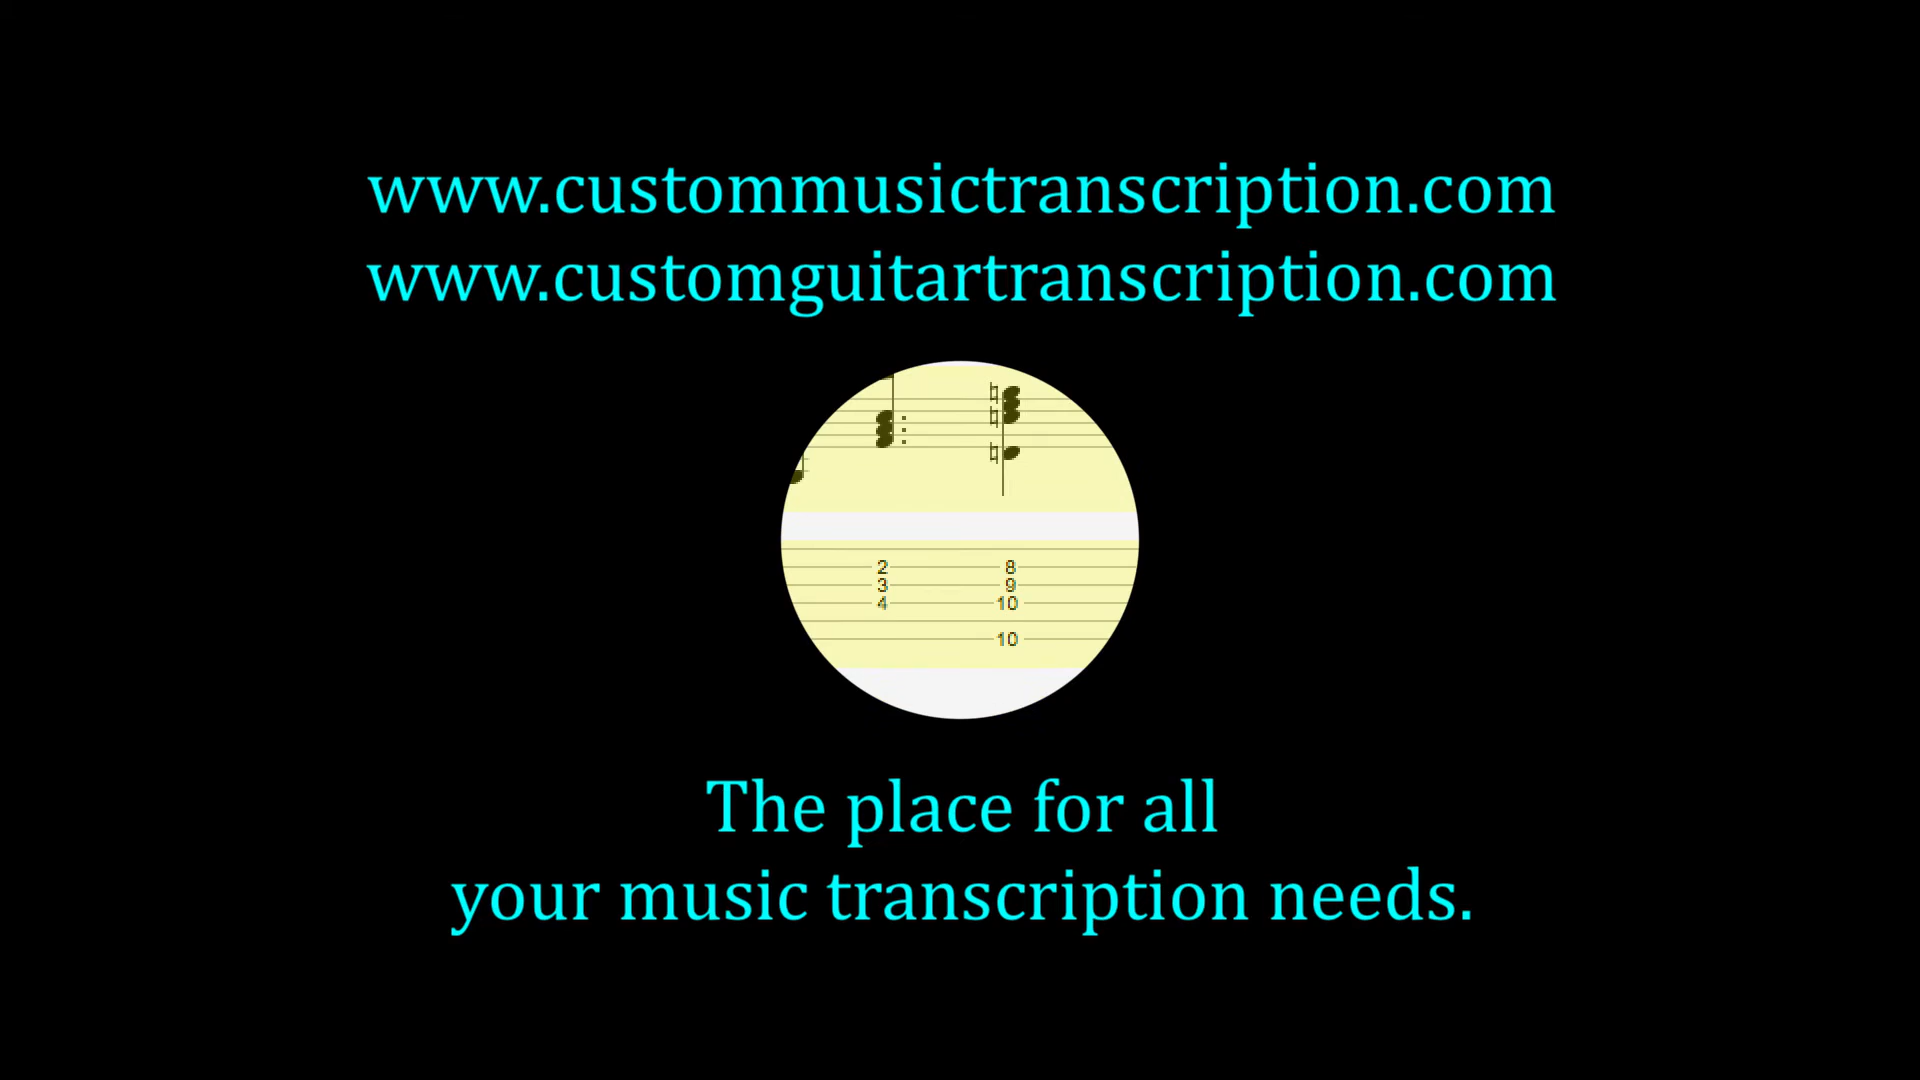 www.custommusictranscription.com
www.customguitartranscription.com
2 8
3 9
4 10
10
The place for all
your music transcription needs.